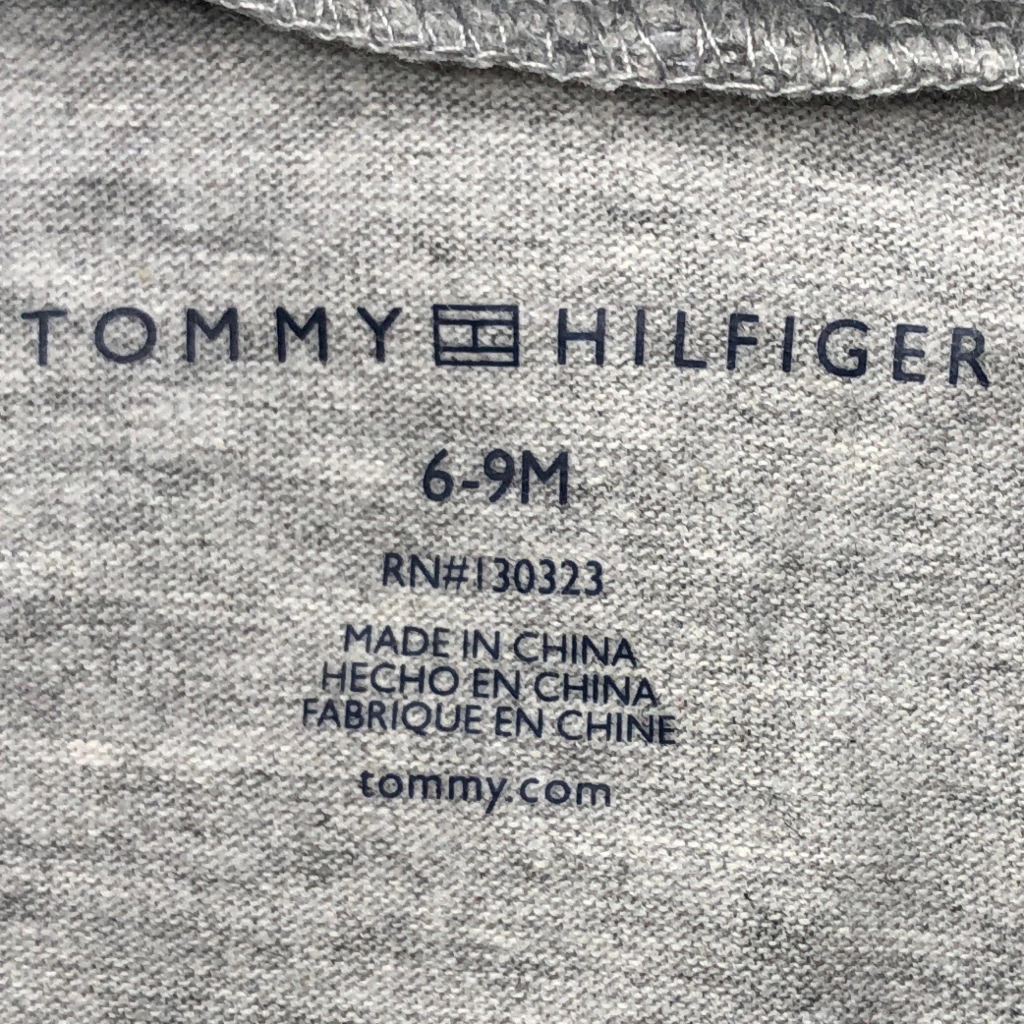 TOMMY HILFIGER
6-9M
RN#130323
MADE IN CHINA
HECHO EN CHINA
FABRIQUE EN CHINE
tommy.com